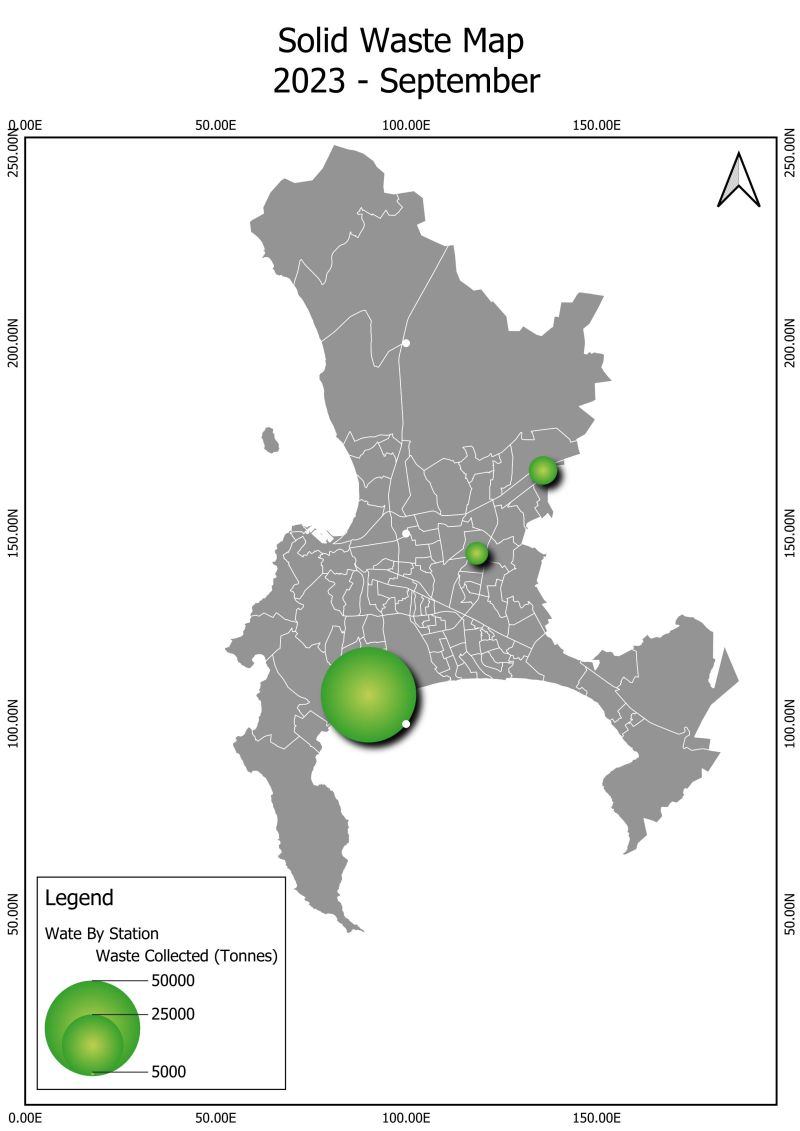 Solid Waste Map
2023 - September
0.00E 50.00E 100.00E 150.00E
250.00N 250.00N
200.00N 200.00N
150.00N 150.00N
100.00N 100.00N
50.00N 50.00N
Legend
Wate By Station
Waste Collected (Tonnes)
50000
25000
5000
0.00E 50.00E 100.00E 150.00E